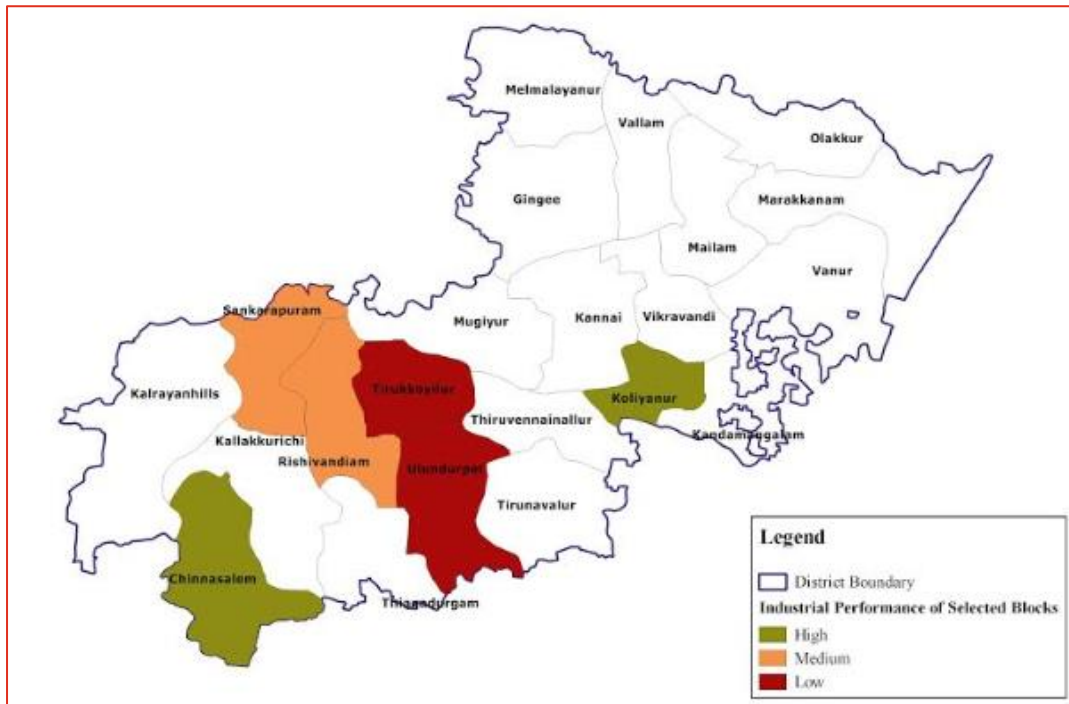 Melmalayanur
Vallam
Olakkur
Gingee
Marakkanam
Mailam
Vanur
Sankarapuram
Mugiyur
Kannai
Vikravandi
Kalrayanhills
Tirukkoyilur
Koliyanur
Thiruvennainallur
Kandamangalam
Kallakkurichi
Rishivandiam
Ulundurpet
Tirunavalur
Chinnasalem
Thiagadurgam
Legend
District Boundary
Industrial Performance of Selected Blocks
High
Medium
Low